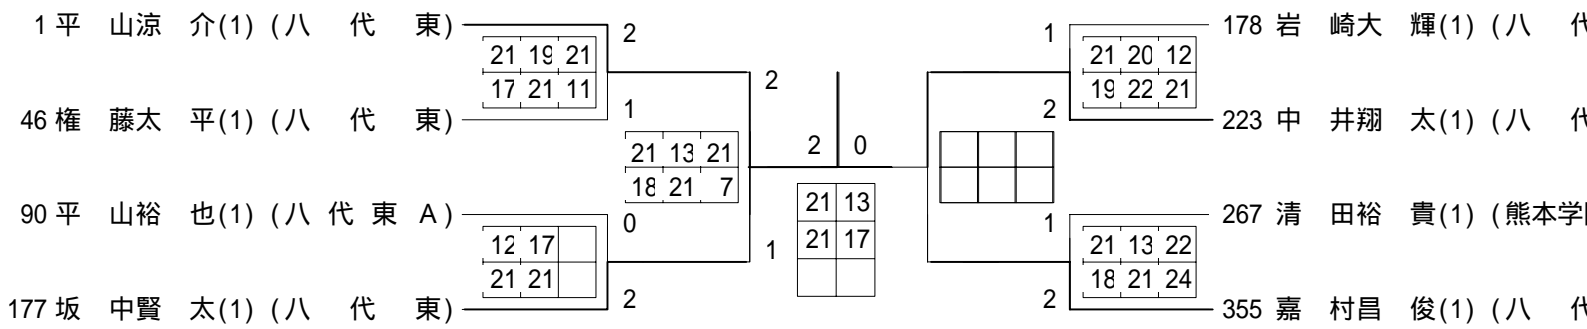 1 平 山涼 介(1) (八 代 東) 2
21 19 21
17 21 11
46 権 藤太 平(1) (八 代 東) 1
2
21 13 21
18 21 7
90 平 山裕 也(1) (八 代 東 A) 0
12 17
21 21
177 坂 中賢 太(1) (八 代 東) 2
1
2 0
21 13
21 17
1 178 岩 崎大 輝(1) (八 代
21 20 12
19 22 21
2 223 中 井翔 太(1) (八 代
1 267 清 田裕 貴(1) (熊本学
21 13 22
18 21 24
2 355 嘉 村昌 俊(1) (八 代